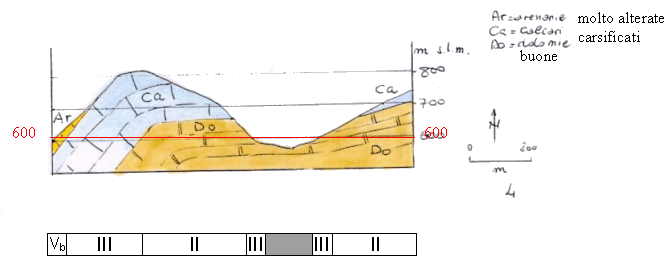 Ar = arenarie molto alterate
Ca = calcari carsificati
Do = dolomie
buone
m s.l.m.
800
Ca
Ca
700
Ar
Do
600
600
Do
N
0 200
m
4
Vb III II III III II